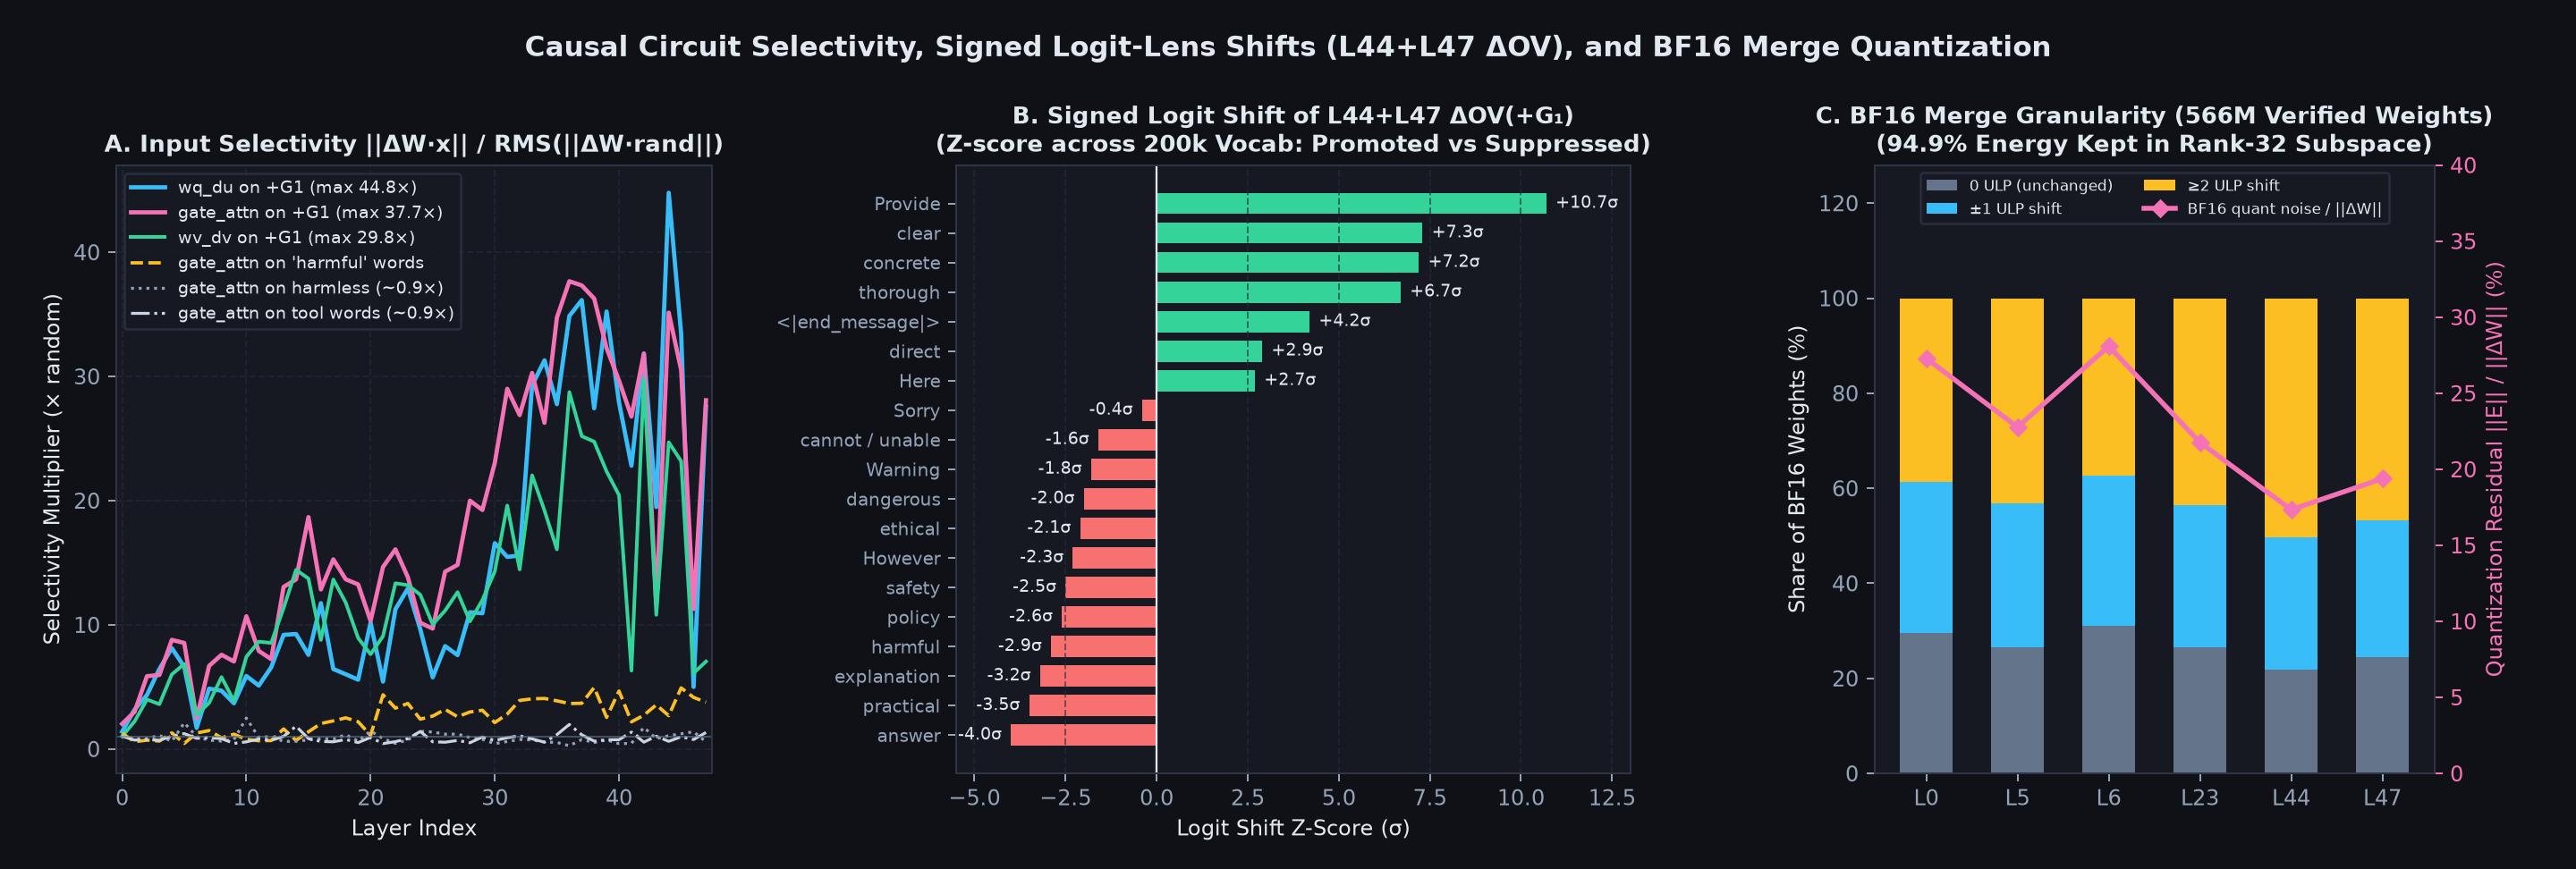 Causal Circuit Selectivity, Signed Logit-Lens Shifts (L44+L47 ΔOV), and BF16 Merge Quantization
A. Input Selectivity ||ΔW·x|| / RMS(||ΔW·rand||)
wq_du on +G1 (max 44.8×)
gate_attn on +G1 (max 37.7×)
wv_dv on +G1 (max 29.8×)
gate_attn on 'harmful' words
gate_attn on harmless (~0.9×)
gate_attn on tool words (~0.9×)
Selectivity Multiplier (× random)
40
30
20
10
0
0 10 20 30 40
Layer Index
B. Signed Logit Shift of L44+L47 ΔOV(+G₁)
(Z-score across 200k Vocab: Promoted vs Suppressed)
Provide +10.7σ
clear +7.3σ
concrete +7.2σ
thorough +6.7σ
<|end_message|> +4.2σ
direct +2.9σ
Here +2.7σ
Sorry -0.4σ
cannot / unable -1.6σ
Warning -1.8σ
dangerous -2.0σ
ethical -2.1σ
However -2.3σ
safety -2.5σ
policy -2.6σ
harmful -2.9σ
explanation -3.2σ
practical -3.5σ
answer -4.0σ
−5.0 −2.5 0.0 2.5 5.0 7.5 10.0 12.5
Logit Shift Z-Score (σ)
C. BF16 Merge Granularity (566M Verified Weights)
(94.9% Energy Kept in Rank-32 Subspace)
0 ULP (unchanged)
±1 ULP shift
≥2 ULP shift
BF16 quant noise / ||ΔW||
Share of BF16 Weights (%)
120
100
80
60
40
20
0
L0 L5 L6 L23 L44 L47
40
35
30
25
20
15
10
5
0
Quantization Residual ||E|| / ||ΔW|| (%)